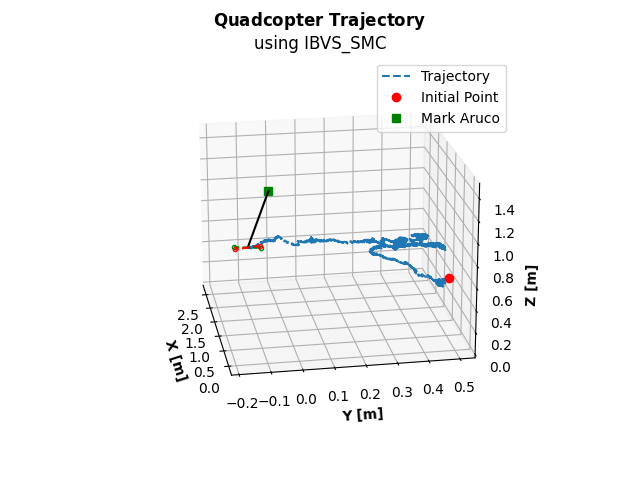 Quadcopter Trajectory
using IBVS_SMC
Trajectory
Initial Point
Mark Aruco
1.4
1.2
1.0
0.8
0.6
0.4
0.2
0.0
Z [m]
2.5
2.0
1.5
1.0
0.5
0.0
X [m]
−0.2 −0.1 0.0 0.1 0.2 0.3 0.4 0.5
Y [m]